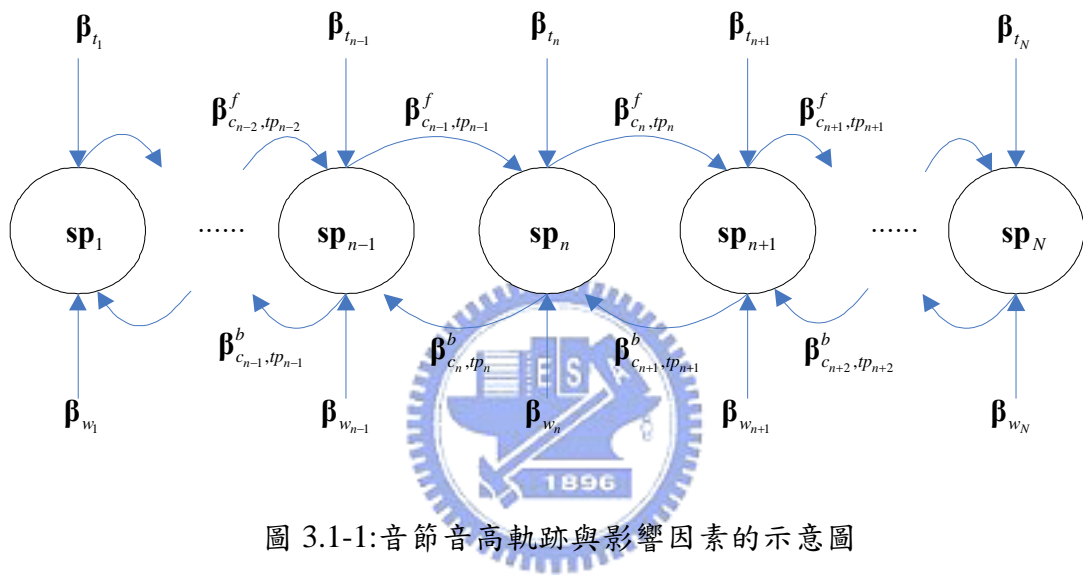 β_{t_1} β_{t_{n-1}} β_{t_n} β_{t_{n+1}} β_{t_N}
β^f_{c_{n-2},tp_{n-2}} β^f_{c_{n-1},tp_{n-1}} β^f_{c_n,tp_n} β^f_{c_{n+1},tp_{n+1}}
sp_1 ...... sp_{n-1} sp_n sp_{n+1} ...... sp_N
β^b_{c_{n-1},tp_{n-1}} β^b_{c_n,tp_n} β^b_{c_{n+1},tp_{n+1}} β^b_{c_{n+2},tp_{n+2}}
ES
β_{w_1} β_{w_{n-1}} β_{w_n} β_{w_{n+1}} β_{w_N}
1896
圖 3.1-1:音節音高軌跡與影響因素的示意圖